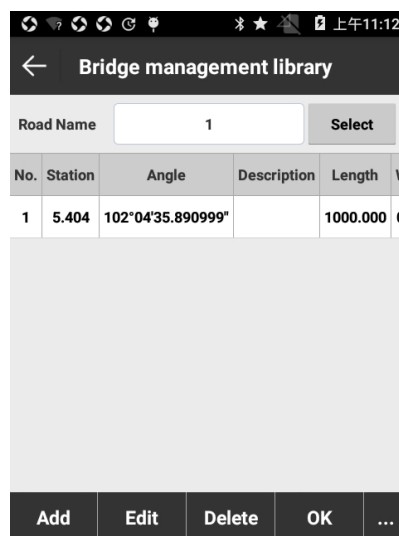 上午11:12
Bridge management library
Road Name 1 Select
No. Station Angle Description Length
1 5.404 102°04'35.890999" 1000.000
Add Edit Delete OK ...